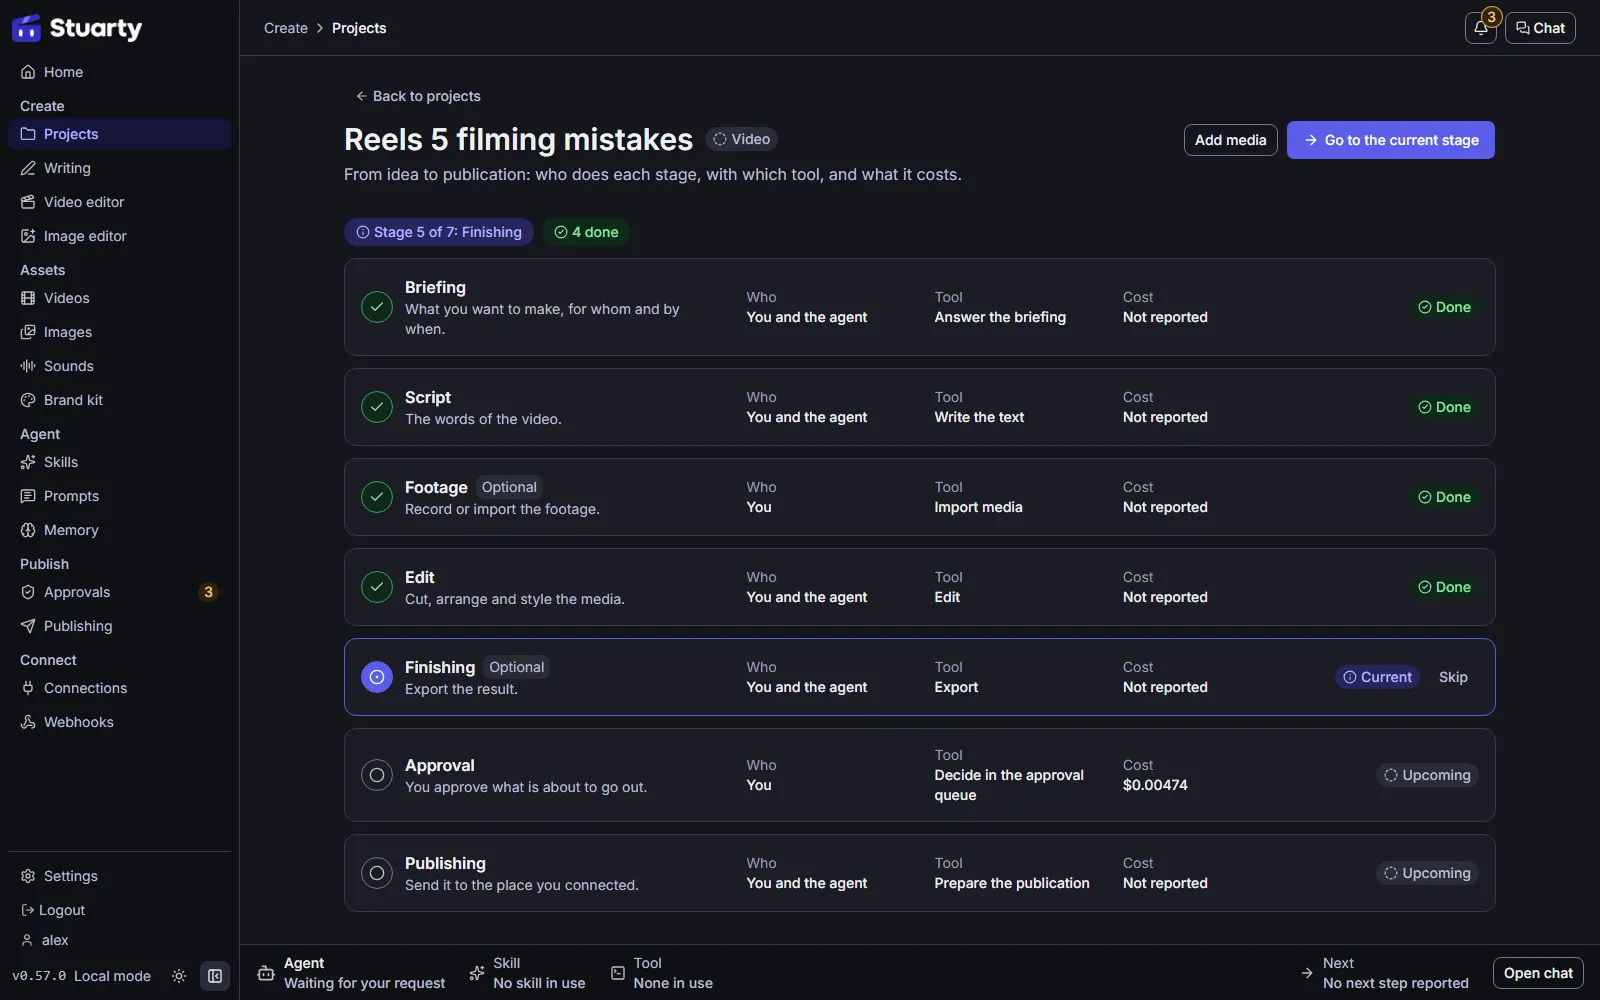 Stuarty
Home
Create
Projects
Writing
Video editor
Image editor
Assets
Videos
Images
Sounds
Brand kit
Agent
Skills
Prompts
Memory
Publish
Approvals 3
Publishing
Connect
Connections
Webhooks
Settings
Logout
alex
v0.57.0 Local mode
Create > Projects
3
Chat
← Back to projects
Reels 5 filming mistakes Video
Add media
→ Go to the current stage
From idea to publication: who does each stage, with which tool, and what it costs.
Stage 5 of 7: Finishing 4 done
Briefing
What you want to make, for whom and by
when.
Who
You and the agent
Tool
Answer the briefing
Cost
Not reported
Done
Script
The words of the video.
Who
You and the agent
Tool
Write the text
Cost
Not reported
Done
Footage Optional
Record or import the footage.
Who
You
Tool
Import media
Cost
Not reported
Done
Edit
Cut, arrange and style the media.
Who
You and the agent
Tool
Edit
Cost
Not reported
Done
Finishing Optional
Export the result.
Who
You and the agent
Tool
Export
Cost
Not reported
Current
Skip
Approval
You approve what is about to go out.
Who
You
Tool
Decide in the approval
queue
Cost
$0.00474
Upcoming
Publishing
Send it to the place you connected.
Who
You and the agent
Tool
Prepare the publication
Cost
Not reported
Upcoming
Agent
Waiting for your request
Skill
No skill in use
Tool
None in use
Next
No next step reported
Open chat